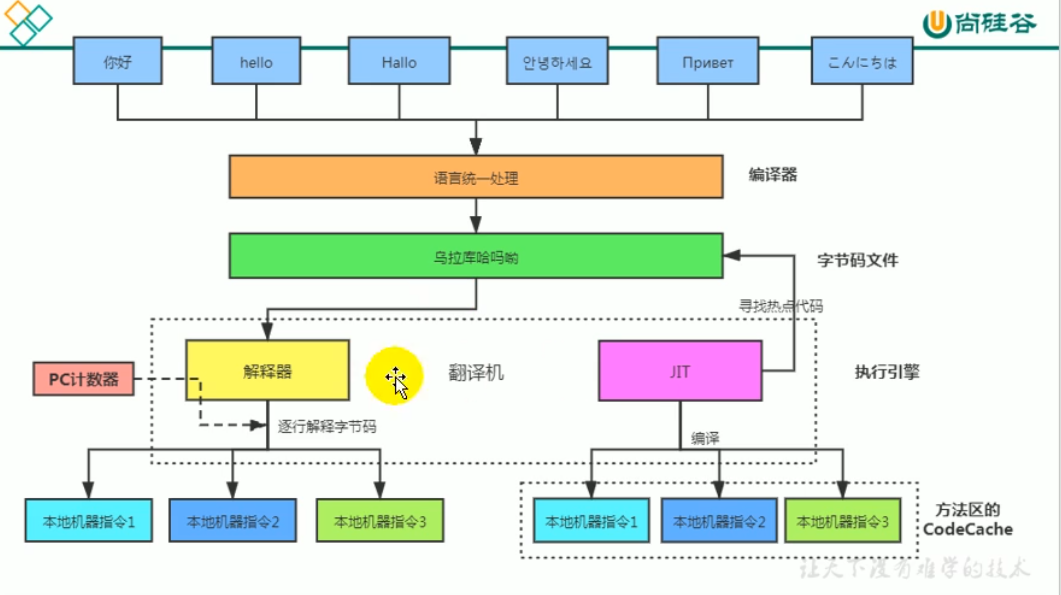 尚硅谷
你好
hello
Hallo
안녕하세요
Привет
こんにちは
语言统一处理
编译器
乌拉库哈吗哟
字节码文件
寻找热点代码
PC计数器
解释器
翻译机
JIT
执行引擎
逐行解释字节码
编译
本地机器指令1
本地机器指令2
本地机器指令3
本地机器指令1
本地机器指令2
本地机器指令3
方法区的
CodeCache
让天下没有难学的技术